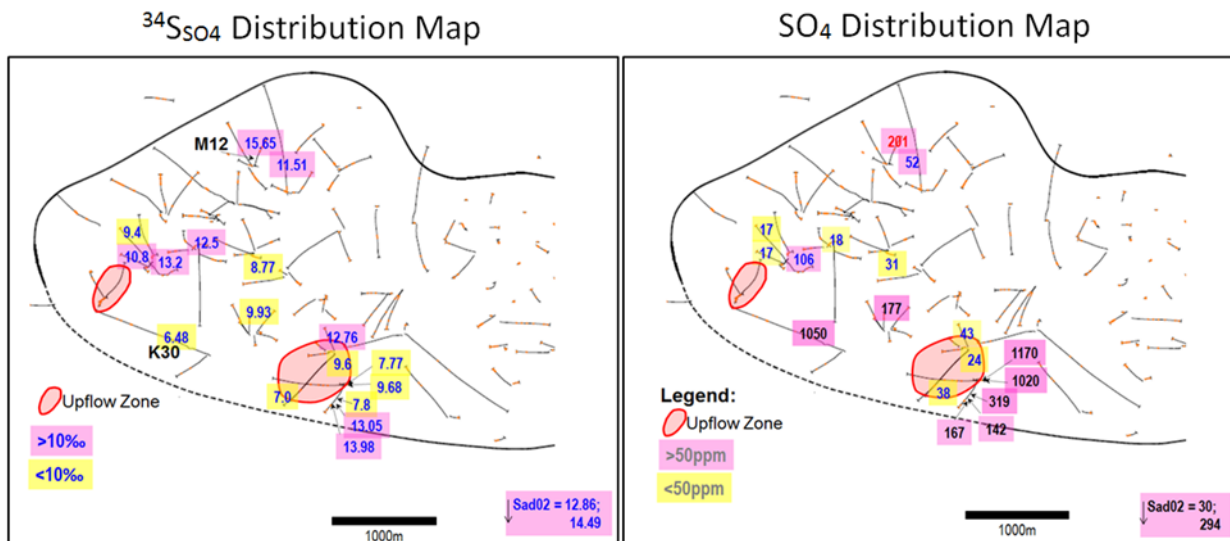 ³⁴S_SO4 Distribution Map
M12
15.65
11.51
9.4
12.5
10.8
13.2
8.77
9.93
6.48
K30
12.76
9.6
7.77
9.68
7.0
7.8
13.05
13.98
Upflow Zone
>10‰
<10‰
Sad02 = 12.86;
14.49
1000m
SO₄ Distribution Map
201
52
17
18
17
106
31
177
1050
43
24
1170
1020
38
319
167
142
Legend:
Upflow Zone
>50ppm
<50ppm
Sad02 = 30;
294
1000m